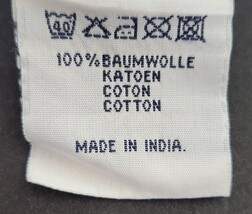 40
100% BAUMWOLLE
KATOEN
COTON
COTTON
MADE IN INDIA.